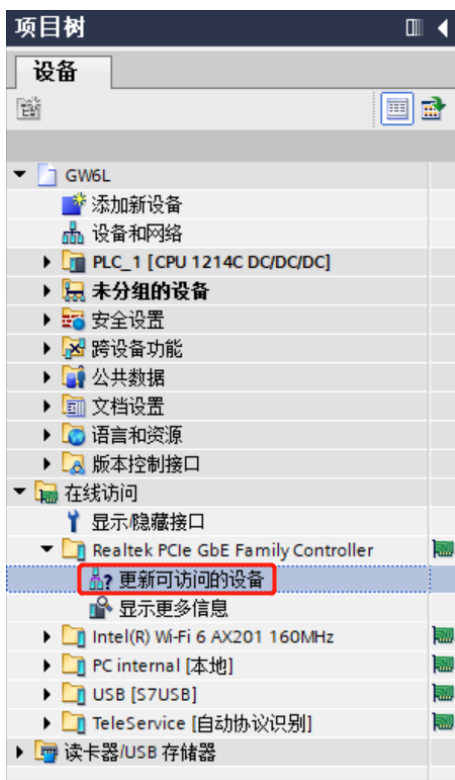 项目树
设备
GW6L
添加新设备
设备和网络
PLC_1 [CPU 1214C DC/DC/DC]
未分组的设备
安全设置
跨设备功能
公共数据
文档设置
语言和资源
版本控制接口
在线访问
显示/隐藏接口
Realtek PCIe GbE Family Controller
更新可访问的设备
显示更多信息
Intel(R) Wi-Fi 6 AX201 160MHz
PC internal [本地]
USB [S7USB]
TeleService [自动协议识别]
读卡器/USB 存储器